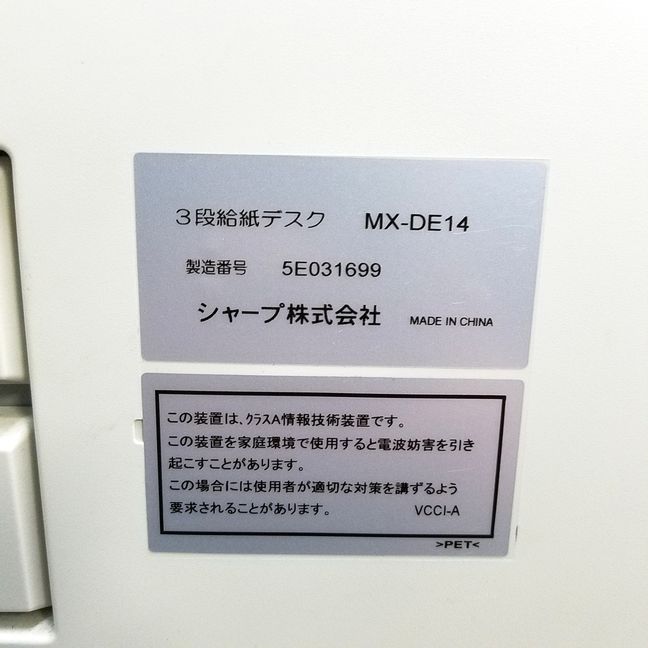 3段給紙デスク MX-DE14
製造番号 5E031699
シャープ株式会社 MADE IN CHINA
この装置は、クラスA情報技術装置です。
この装置を家庭環境で使用すると電波妨害を引き
起こすことがあります。
この場合には使用者が適切な対策を講ずるよう
要求されることがあります。 VCCI-A
>PET<